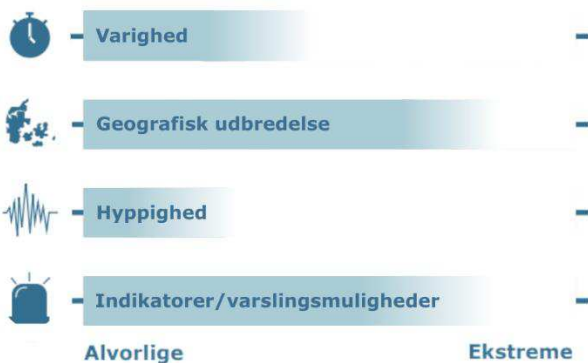 Varighed
Geografisk udbredelse
Hyppighed
Indikatorer/varslingsmuligheder
Alvorlige
Ekstreme